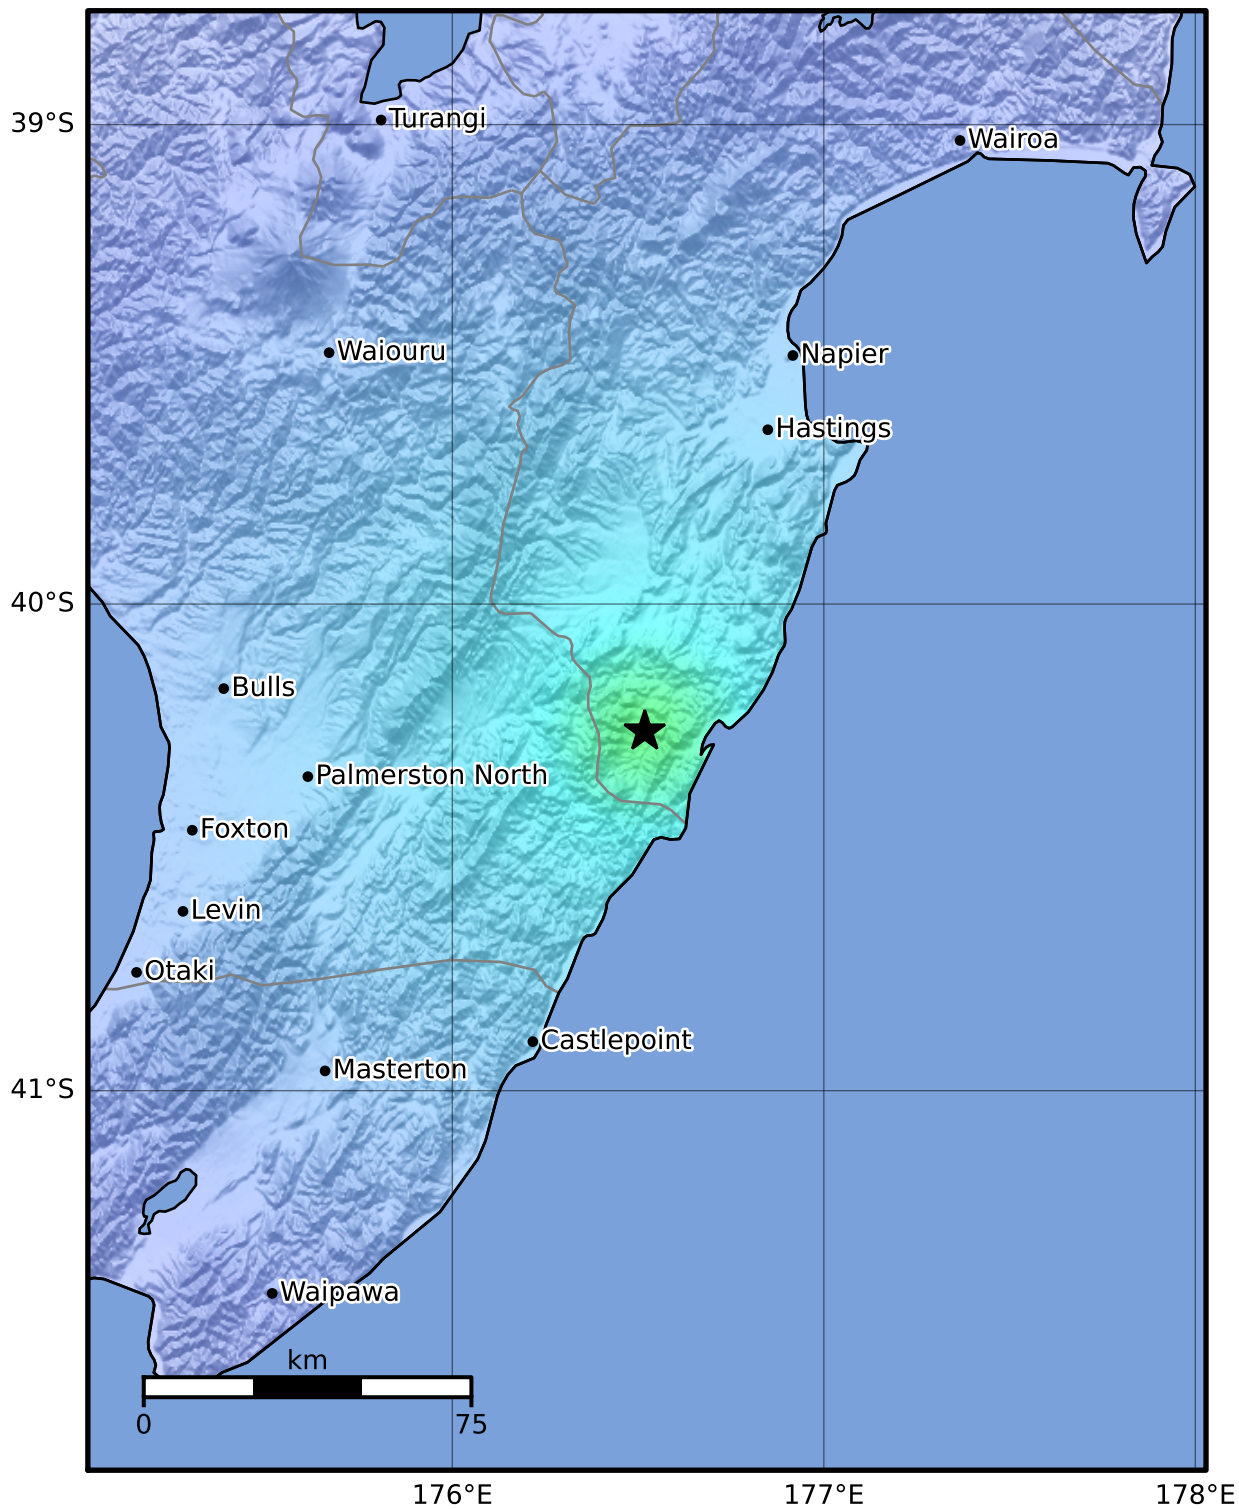 Turangi
39°S
Wairoa
Waiouru
Napier
Hastings
40°S
Bulls
Palmerston North
Foxton
Levin
Otaki
Castlepoint
Masterton
41°S
Waipawa
km
0 75
176°E 177°E 178°E